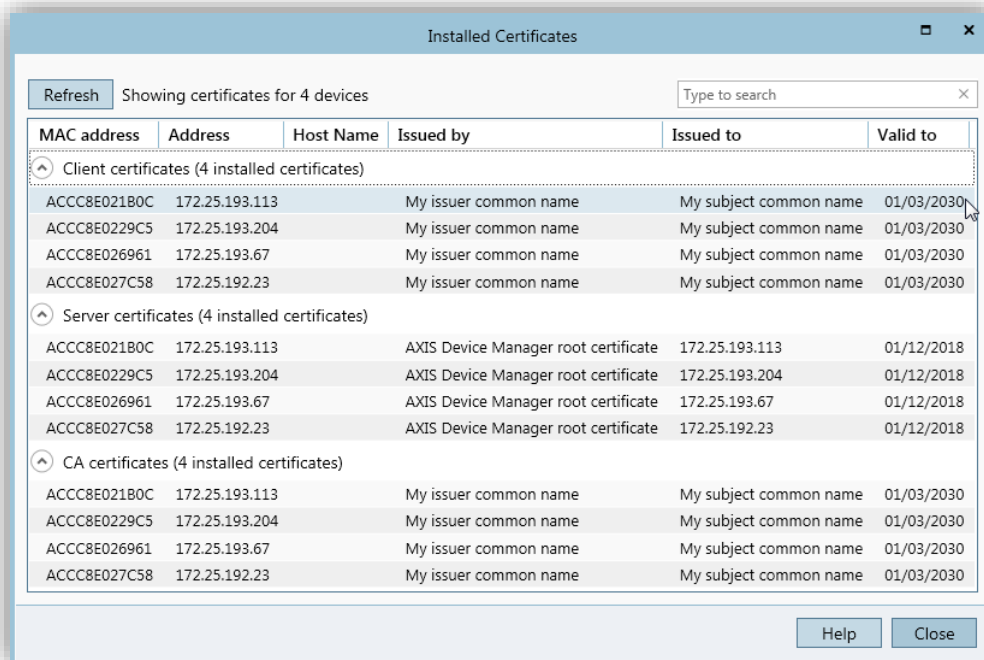 Installed Certificates
Refresh Showing certificates for 4 devices Type to search
MAC address Address Host Name Issued by Issued to Valid to
Client certificates (4 installed certificates)
ACCC8E021B0C 172.25.193.113 My issuer common name My subject common name 01/03/2030
ACCC8E0229C5 172.25.193.204 My issuer common name My subject common name 01/03/2030
ACCC8E026961 172.25.193.67 My issuer common name My subject common name 01/03/2030
ACCC8E027C58 172.25.192.23 My issuer common name My subject common name 01/03/2030
Server certificates (4 installed certificates)
ACCC8E021B0C 172.25.193.113 AXIS Device Manager root certificate 172.25.193.113 01/12/2018
ACCC8E0229C5 172.25.193.204 AXIS Device Manager root certificate 172.25.193.204 01/12/2018
ACCC8E026961 172.25.193.67 AXIS Device Manager root certificate 172.25.193.67 01/12/2018
ACCC8E027C58 172.25.192.23 AXIS Device Manager root certificate 172.25.192.23 01/12/2018
CA certificates (4 installed certificates)
ACCC8E021B0C 172.25.193.113 My issuer common name My subject common name 01/03/2030
ACCC8E0229C5 172.25.193.204 My issuer common name My subject common name 01/03/2030
ACCC8E026961 172.25.193.67 My issuer common name My subject common name 01/03/2030
ACCC8E027C58 172.25.192.23 My issuer common name My subject common name 01/03/2030
Help Close